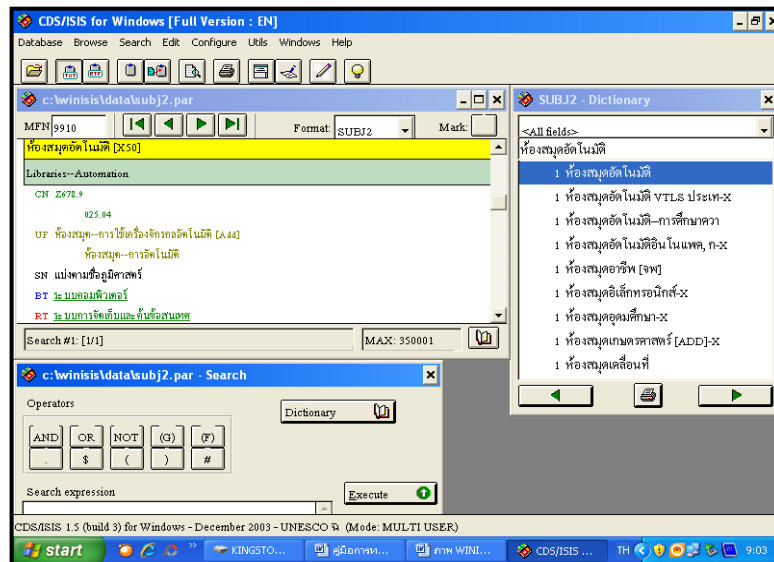 CDS/ISIS for Windows [Full Version : EN]
Database Browse Search Edit Configure Utils Windows Help
c:\winisis\data\subj2.par
MFN 9910 Format: SUBJ2 Mark:
ห้องสมุดอัตโนมัติ [X50]
Libraries--Automation
CN Z678.9
025.04
UF ห้องสมุด--การใช้เครื่องจักรกลอัตโนมัติ
ห้องสมุด--การอัตโนมัติ
SN แบ่งตามชื่อภูมิศาสตร์
BT ระบบคอมพิวเตอร์
RT ระบบการจัดเก็บและค้นข้อสนเทศ
Search #1: [1/1] MAX: 350001
SUBJ2 - Dictionary
<All fields>
ห้องสมุดอัตโนมัติ
1 ห้องสมุดอัตโนมัติ
1 ห้องสมุดอัตโนมัติ VTLS ประเท-X
1 ห้องสมุดอัตโนมัติ--การศึกษาควา
1 ห้องสมุดอัตโนมัติอินโนแพค, ก-X
1 ห้องสมุดอาชีพ [จพ]
1 ห้องสมุดอิเล็กทรอนิกส์-X
1 ห้องสมุดอุดมศึกษา-X
1 ห้องสมุดเกษตรศาสตร์ [ADD]-X
1 ห้องสมุดเคลื่อนที่
c:\winisis\data\subj2.par - Search
Operators
Dictionary
AND OR NOT (G) (F)
. $ ( ) #
Search expression
Execute
CDS/ISIS 1.5 (build 3) for Windows - December 2003 - UNESCO (Mode: MULTI USER)
start KINGSTO... คู่มือการท... ภาพ WINI... CDS/ISIS ... TH 9:03